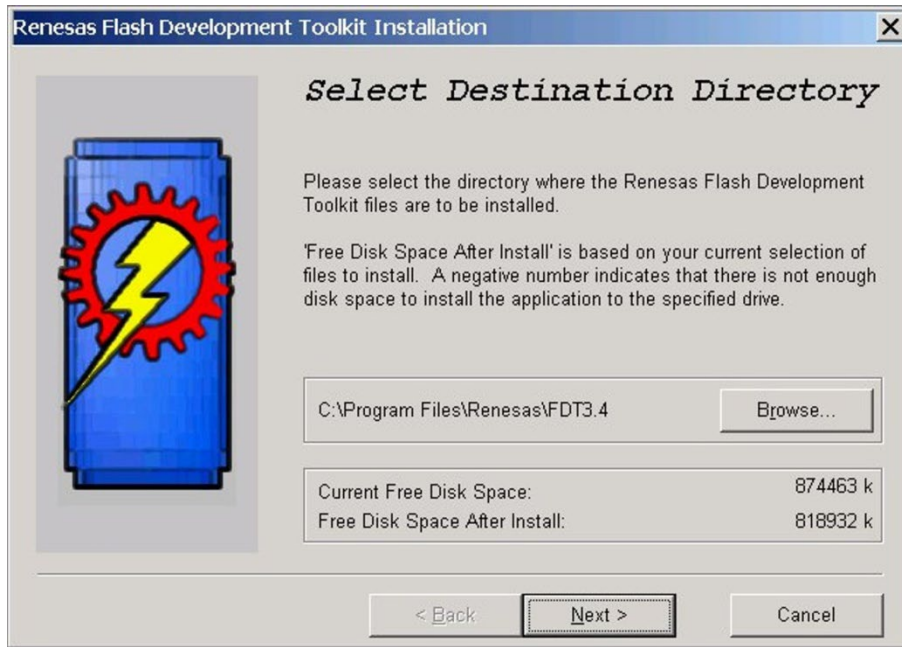 Renesas Flash Development Toolkit Installation
Select Destination Directory
Please select the directory where the Renesas Flash Development
Toolkit files are to be installed.
'Free Disk Space After Install' is based on your current selection of
files to install. A negative number indicates that there is not enough
disk space to install the application to the specified drive.
C:\Program Files\Renesas\FDT3.4
Browse...
Current Free Disk Space: 874463 k
Free Disk Space After Install: 818932 k
< Back Next > Cancel